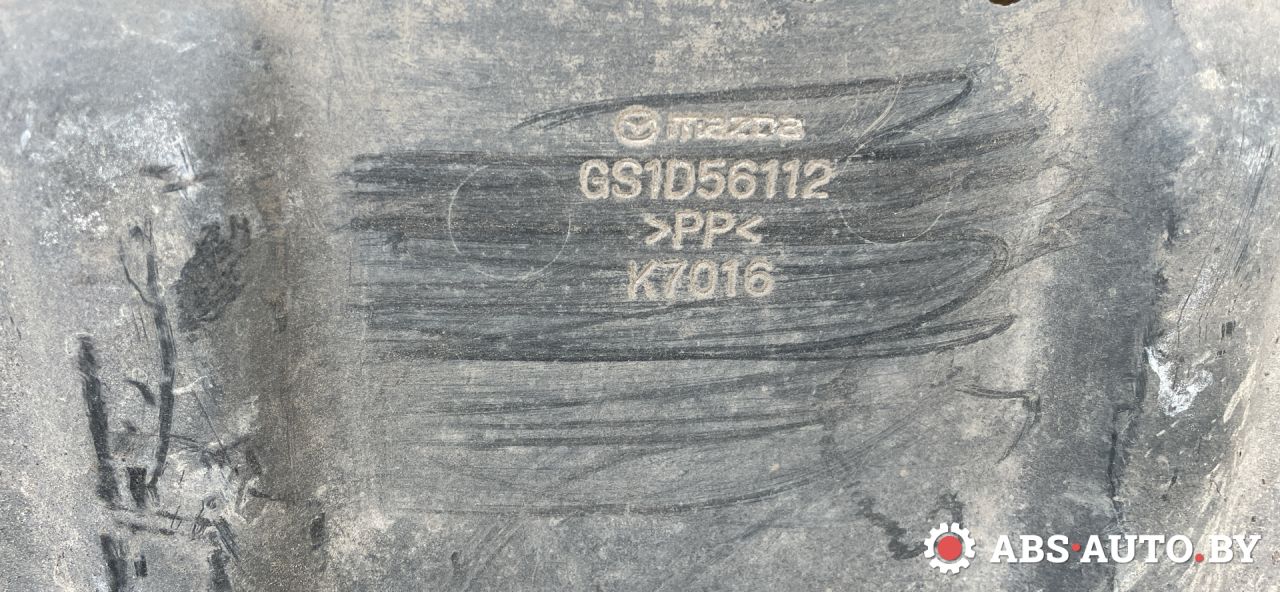 mazda
GS1D56112
>PP<
K7016
ABS·AUTO.BY